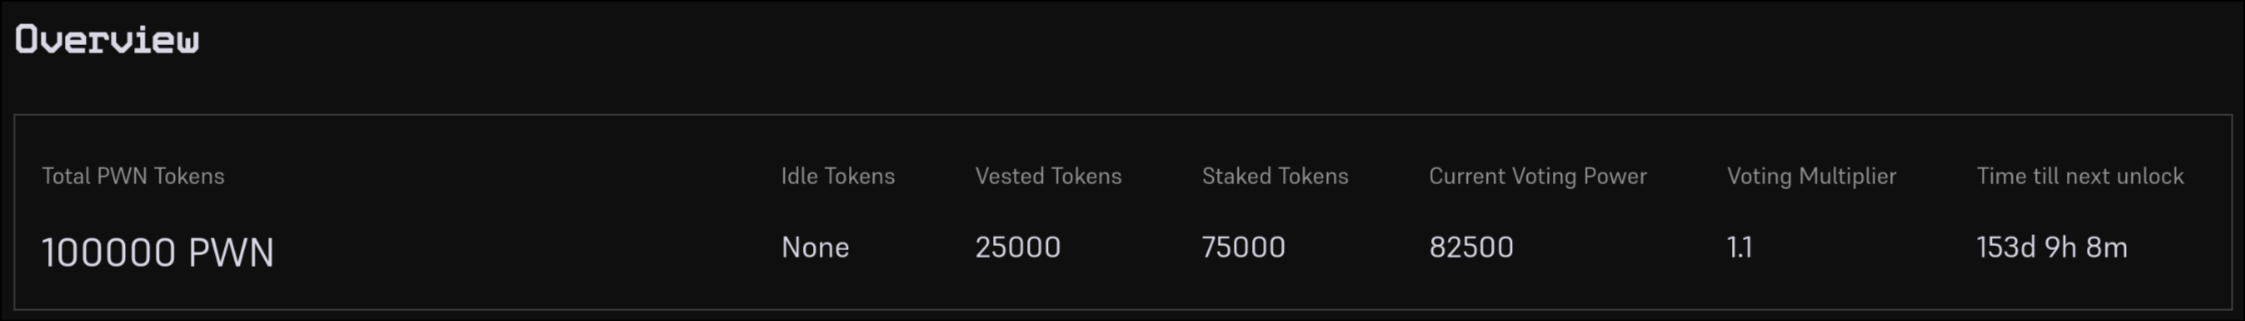 Overview
Total PWN Tokens Idle Tokens Vested Tokens Staked Tokens Current Voting Power Voting Multiplier Time till next unlock
100000 PWN None 25000 75000 82500 1.1 153d 9h 8m